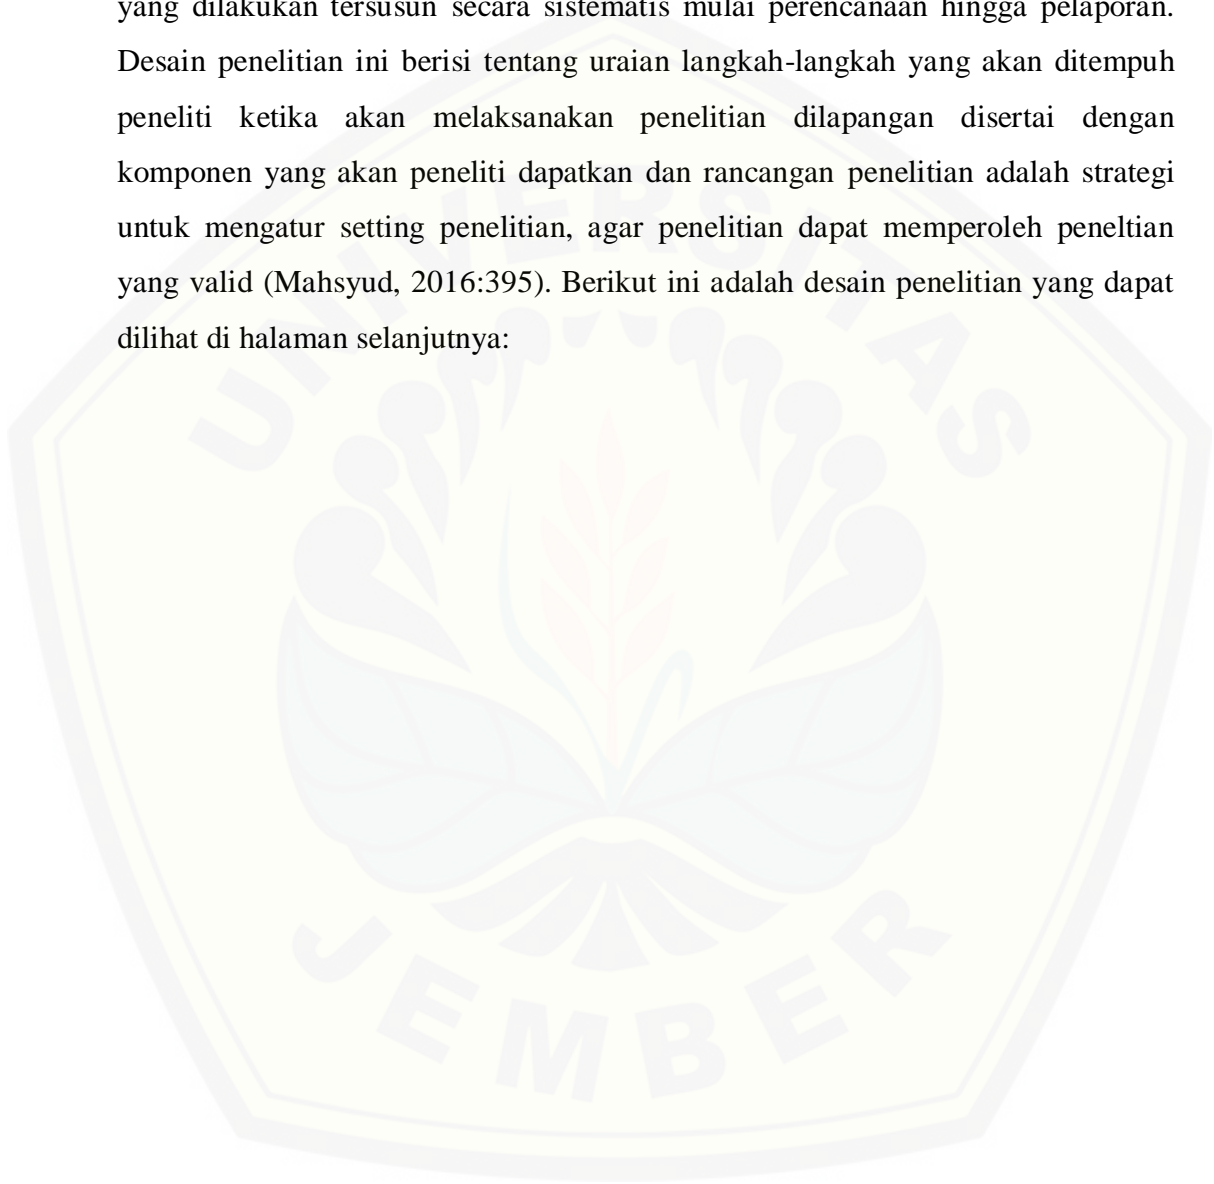 yang dilakukan tersusun secara sistematis mulai perencanaan hingga pelaporan.
Desain penelitian ini berisi tentang uraian langkah-langkah yang akan ditempuh
peneliti ketika akan melaksanakan penelitian dilapangan disertai dengan
komponen yang akan peneliti dapatkan dan rancangan penelitian adalah strategi
untuk mengatur setting penelitian, agar penelitian dapat memperoleh peneltian
yang valid (Mahsyud, 2016:395). Berikut ini adalah desain penelitian yang dapat
dilihat di halaman selanjutnya:
UNIVERSITAS
JEMBER